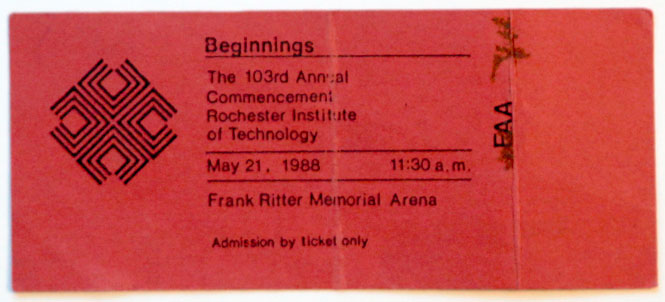 Beginnings
The 103rd Annual
Commencement
Rochester Institute
of Technology
May 21, 1988 11:30 a.m.
Frank Ritter Memorial Arena
Admission by ticket only
FAA